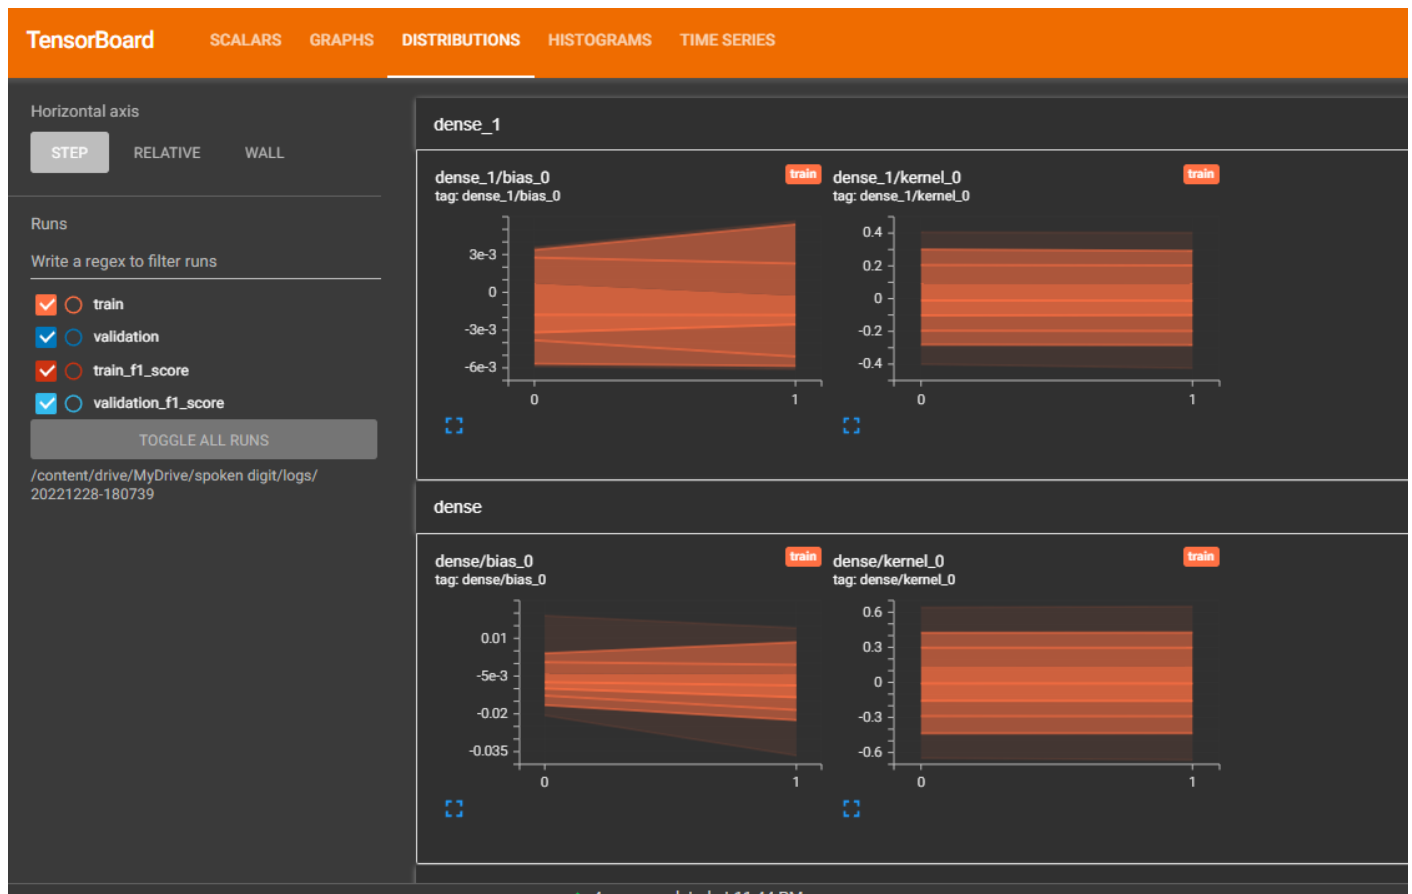 TensorBoard SCALARS GRAPHS DISTRIBUTIONS HISTOGRAMS TIME SERIES
Horizontal axis
STEP RELATIVE WALL
Runs
Write a regex to filter runs
train
validation
train_f1_score
validation_f1_score
TOGGLE ALL RUNS
/content/drive/MyDrive/spoken digit/logs/
20221228-180739
dense_1
dense_1/bias_0 train
tag: dense_1/bias_0
3e-3
0
-3e-3
-6e-3
0 1
dense_1/kernel_0 train
tag: dense_1/kernel_0
0.4
0.2
0
-0.2
-0.4
0 1
dense
dense/bias_0 train
tag: dense/bias_0
0.01
-5e-3
-0.02
-0.035
0 1
dense/kernel_0 train
tag: dense/kernel_0
0.6
0.3
0
-0.3
-0.6
0 1
11:44 PM